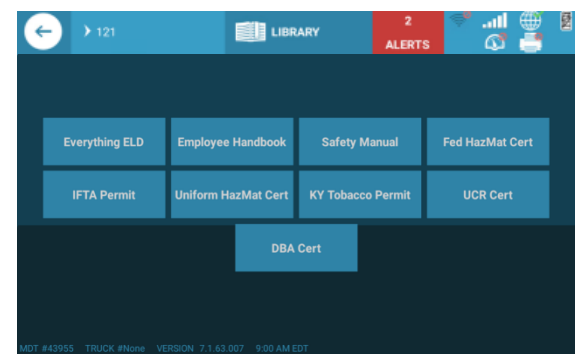 121 LIBRARY 2
ALERTS
Everything ELD Employee Handbook Safety Manual Fed HazMat Cert
IFTA Permit Uniform HazMat Cert KY Tobacco Permit UCR Cert
DBA Cert
MDT #43955 TRUCK #None VERSION 7.1.63.007 9:00 AM EDT